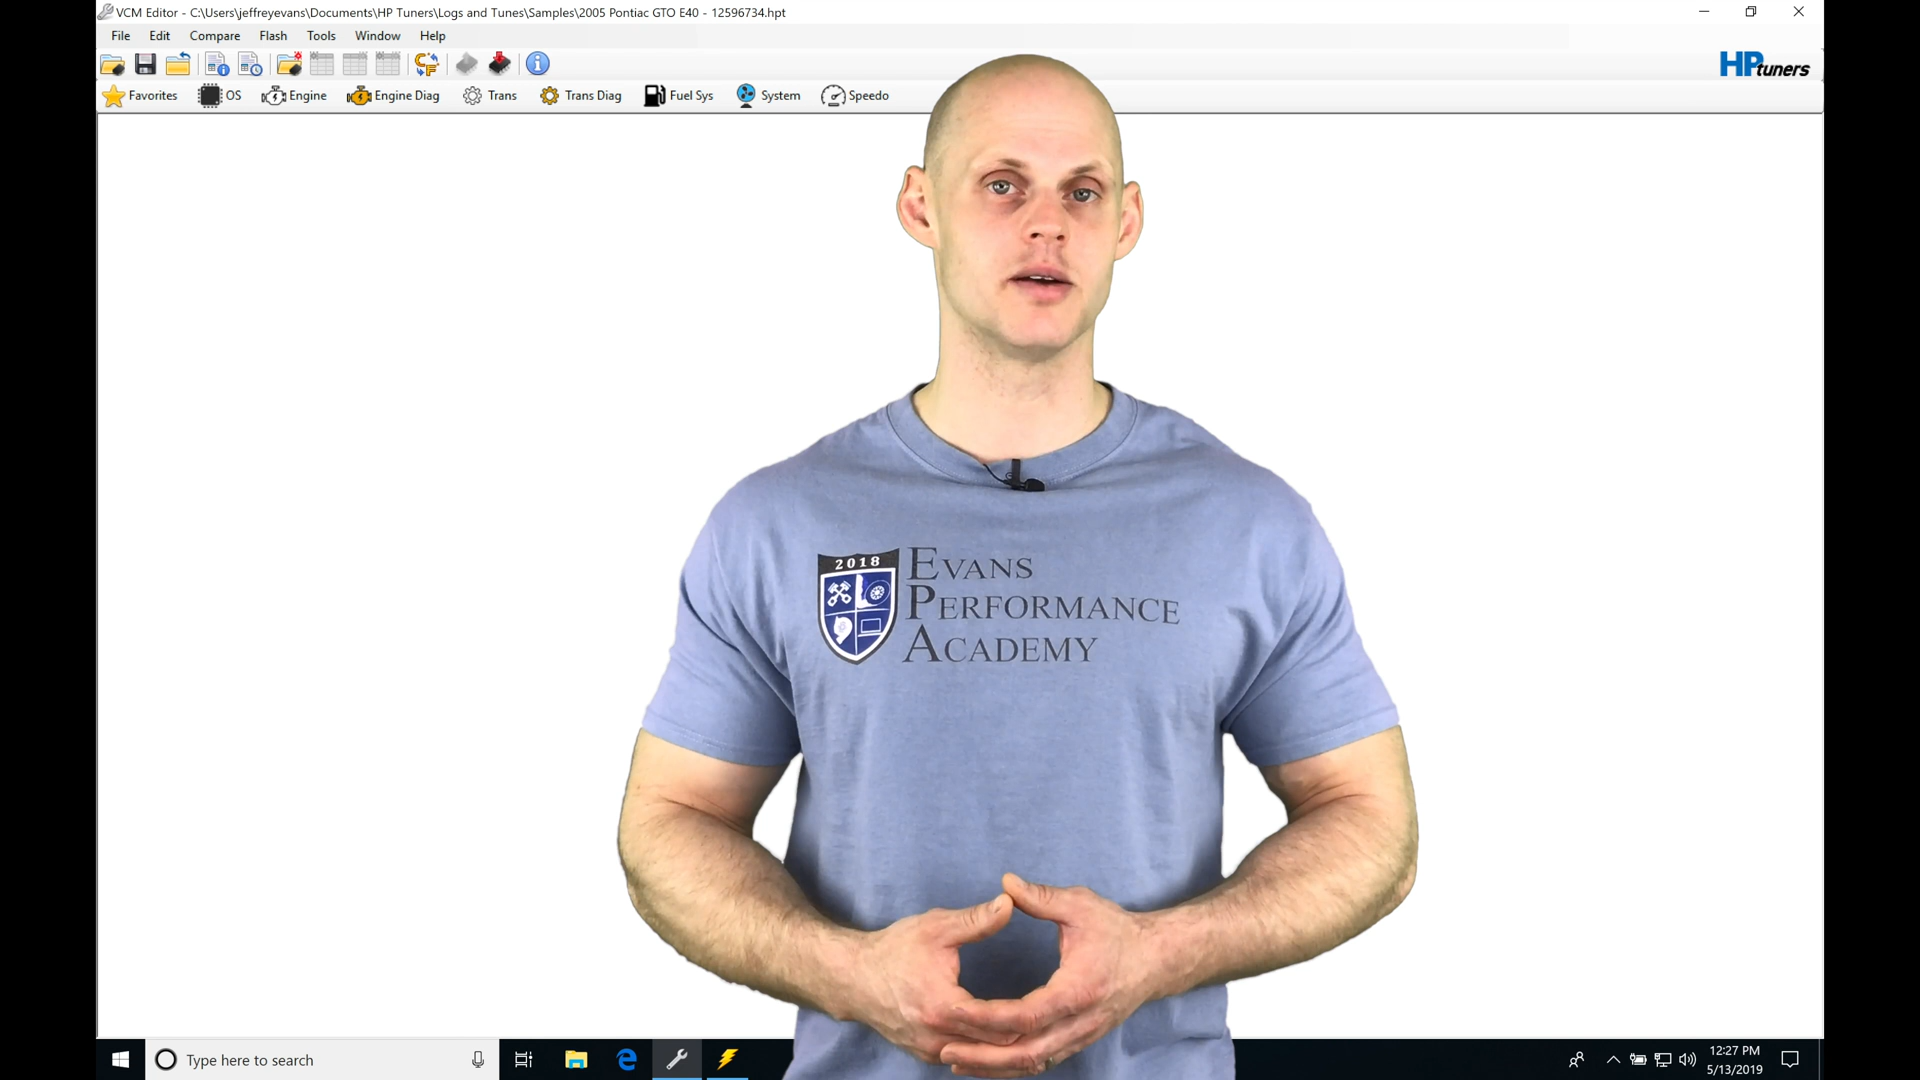 VCM Editor - C:\Users\jeffreyevans\Documents\HP Tuners\Logs and Tunes\Samples\2005 Pontiac GTO E40 - 12596734.hpt
File Edit Compare Flash Tools Window Help
HPtuners
Favorites OS Engine Engine Diag Trans Trans Diag Fuel Sys System Speedo
2018
EVANS
PERFORMANCE
ACADEMY
Type here to search
12:27 PM
5/13/2019